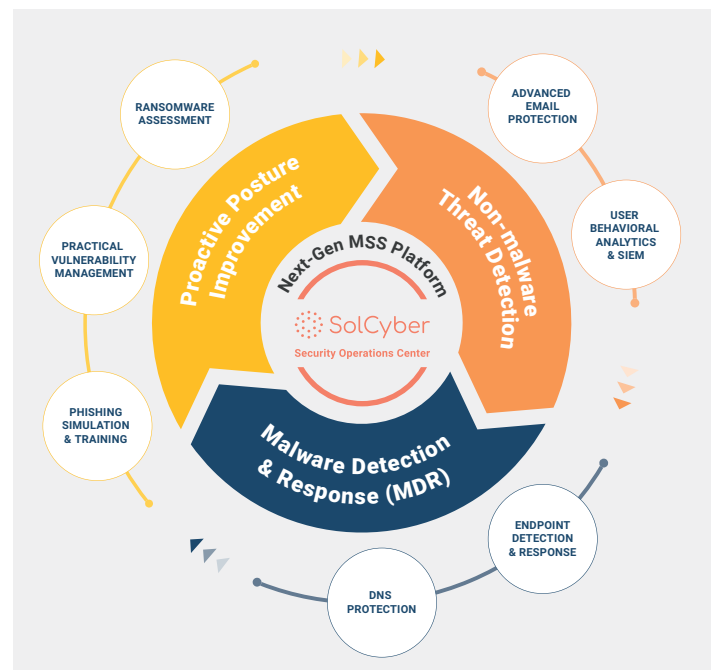 RANSOMWARE
ASSESSMENT
PRACTICAL
VULNERABILITY
MANAGEMENT
PHISHING
SIMULATION
& TRAINING
Proactive Posture
Improvement
ADVANCED
EMAIL
PROTECTION
USER
BEHAVIORAL
ANALYTICS
& SIEM
Non-malware
Threat Detection
Next-Gen MSS Platform
SolCyber
Security Operations Center
Malware Detection
& Response (MDR)
ENDPOINT
DETECTION
& RESPONSE
DNS
PROTECTION